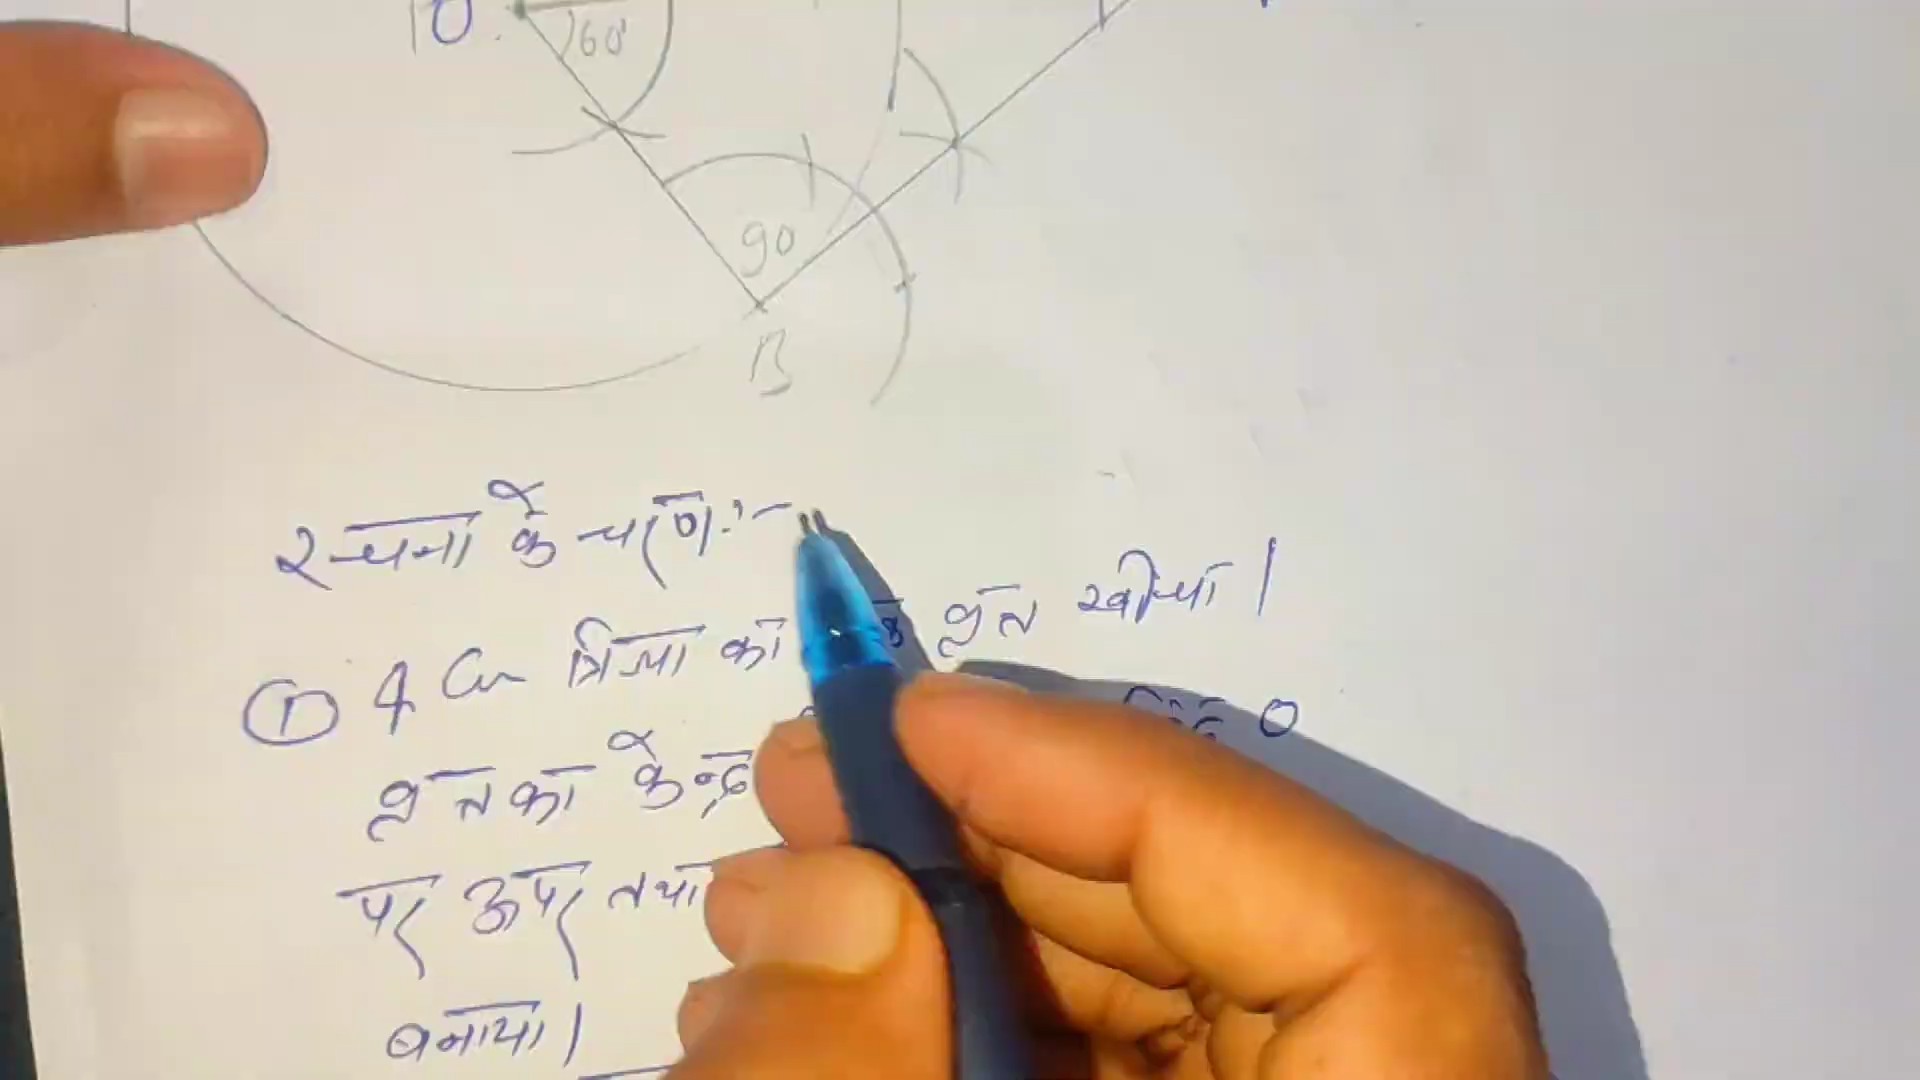 O 60°
90
B
रचना के चरण :-
① 4 Cm त्रिज्या का वृत्त खींचा ।
वृत्त का केन्द्र O
पर ऊपर तथा
बनाया ।